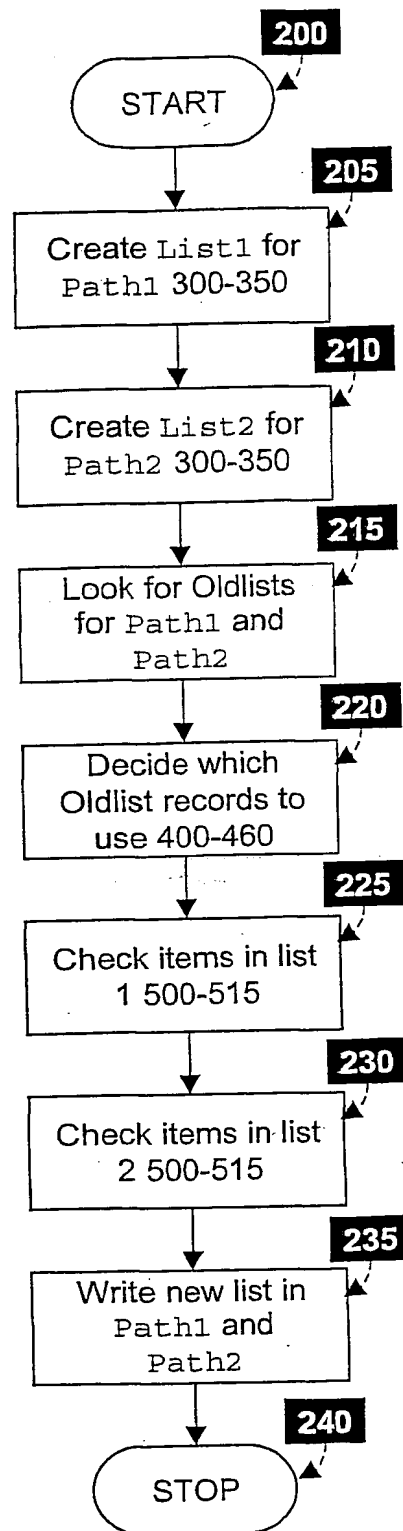 200
START
205
Create List1 for
Path1 300-350
210
Create List2 for
Path2 300-350
215
Look for Oldlists
for Path1 and
Path2
220
Decide which
Oldlist records to
use 400-460
225
Check items in list
1 500-515
230
Check items in list
2 500-515
235
Write new list in
Path1 and
Path2
240
STOP